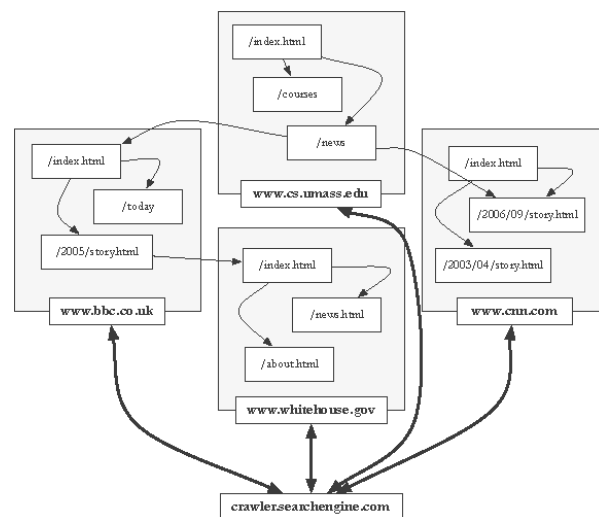 /index.html
/courses
/news
www.cs.umass.edu
/index.html
/today
/2005/story.html
www.bbc.co.uk
/index.html
/2006/09/story.html
/2003/04/story.html
www.cnn.com
/index.html
/news.html
/about.html
www.whitehouse.gov
crawler.searchengine.com